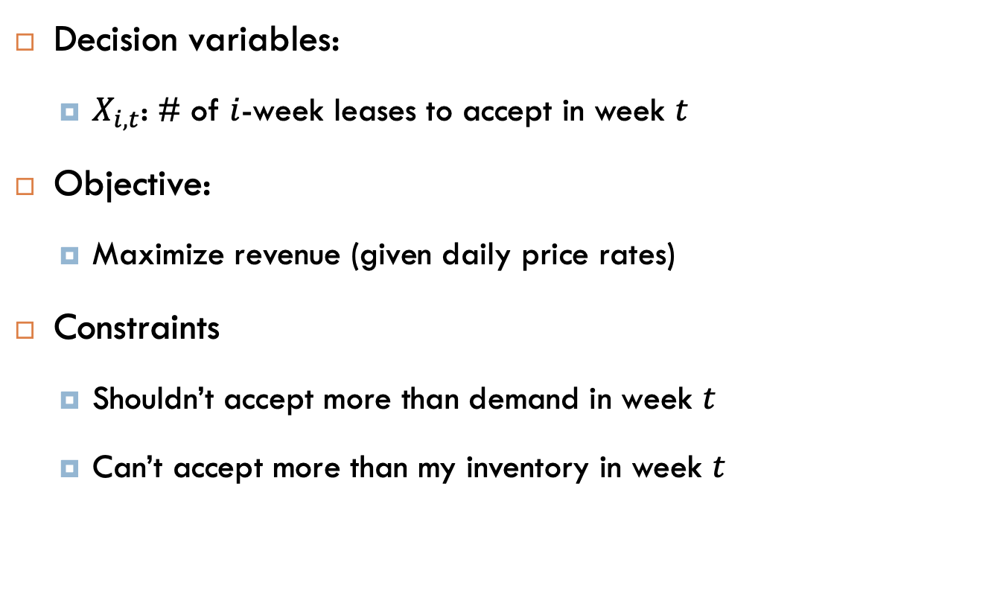 Decision variables:
𝑋𝑖,𝑡: # of 𝑖-week leases to accept in week 𝑡
Objective:
Maximize revenue (given daily price rates)
Constraints
Shouldn’t accept more than demand in week 𝑡
Can’t accept more than my inventory in week 𝑡